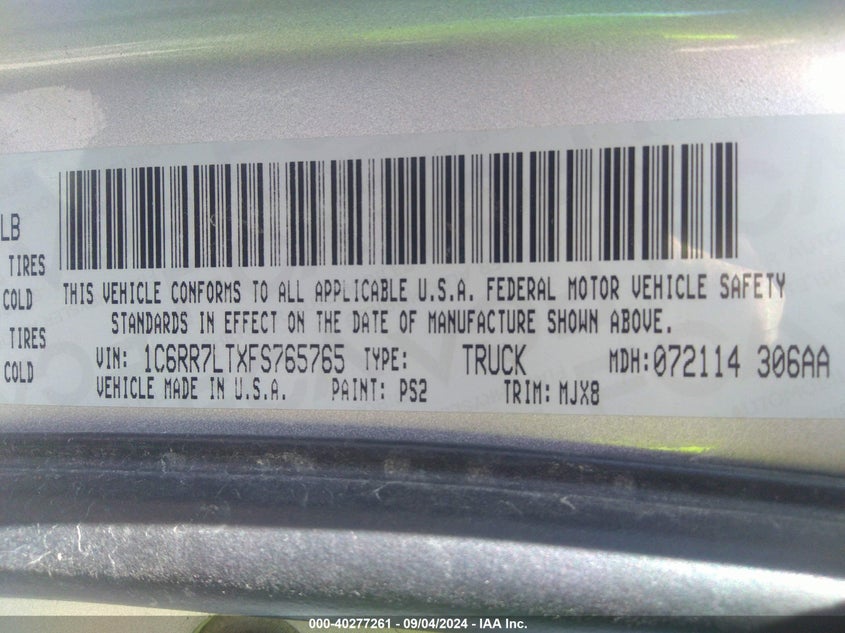 LB
TIRES
COLD
TIRES
COLD
THIS VEHICLE CONFORMS TO ALL APPLICABLE U.S.A. FEDERAL MOTOR VEHICLE SAFETY
STANDARDS IN EFFECT ON THE DATE OF MANUFACTURE SHOWN ABOVE.
VIN: 1C6RR7LTXFS765765 TYPE: TRUCK MDH: 072114 306AA
VEHICLE MADE IN U.S.A. PAINT: PS2 TRIM: MJX8
000-40277261 - 09/04/2024 - IAA Inc.